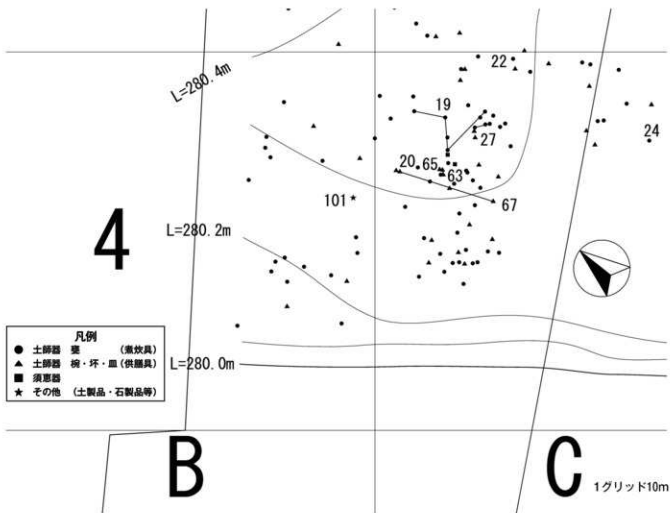 L=280.4m
22
19
27
24
20
65
63
101
67
L=280.2m
4
凡例
● 土師器 甕 (煮炊具)
▲ 土師器 椀・坏・皿(供膳具)
■ 須恵器
★ その他 (土製品・石製品等)
L=280.0m
B
C
1グリッド10m